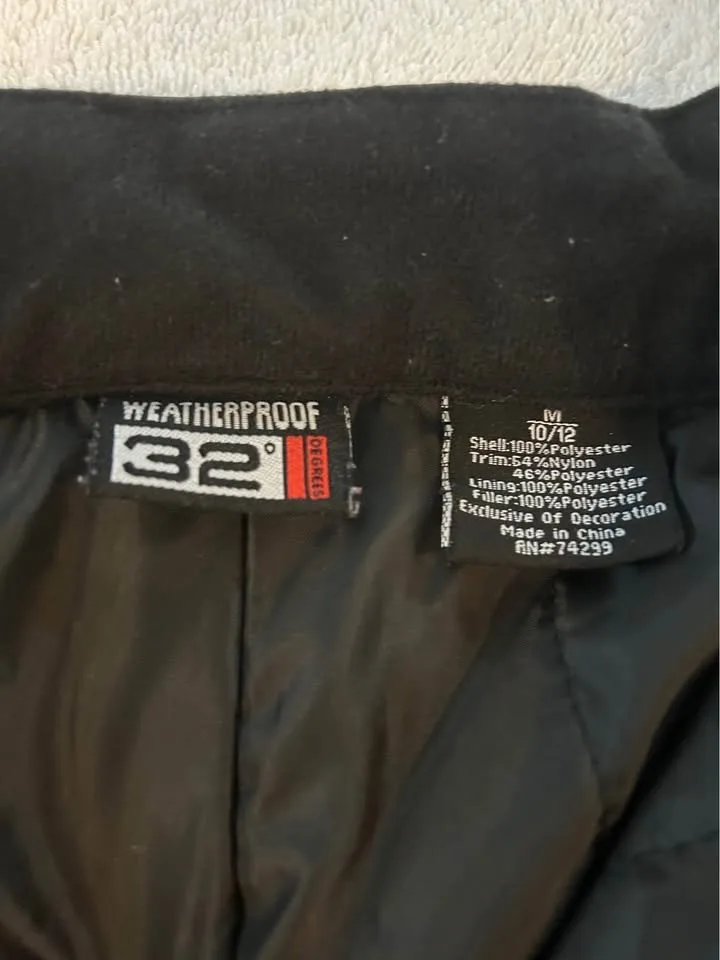 WEATHERPROOF
32°
DEGREES
M
10/12
Shell:100%Polyester
Trim:54%Nylon
46%Polyester
Lining:100%Polyester
Filler:100%Polyester
Exclusive Of Decoration
Made in China
RN#74299